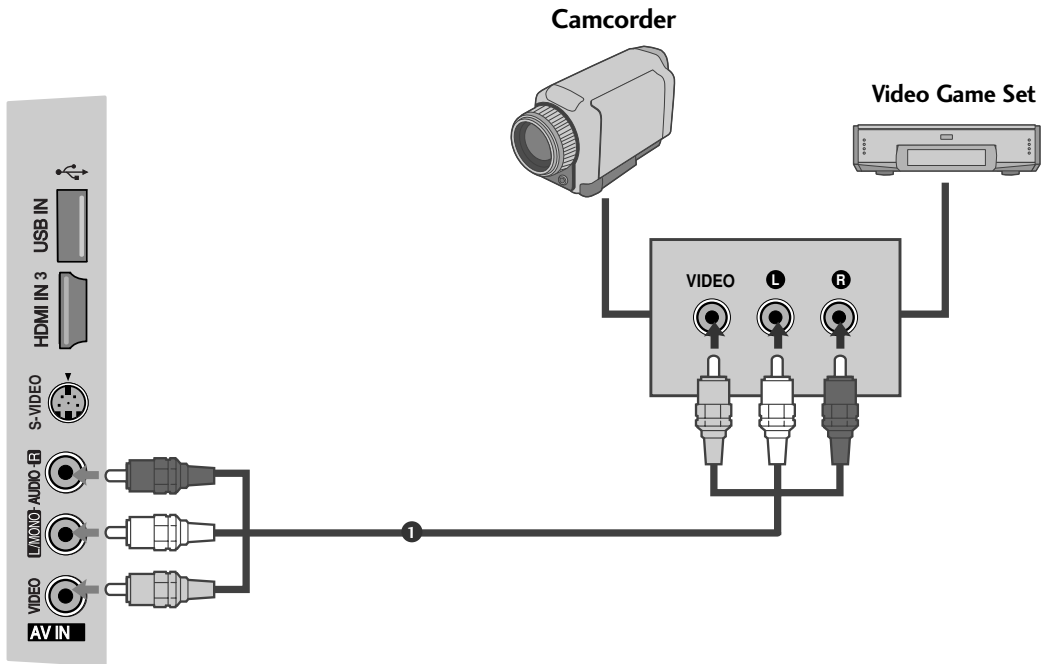 Camcorder
Video Game Set
VIDEO L R
USB IN
HDMI IN 3
S-VIDEO
L/MONO - AUDIO - R
VIDEO
AV IN
1